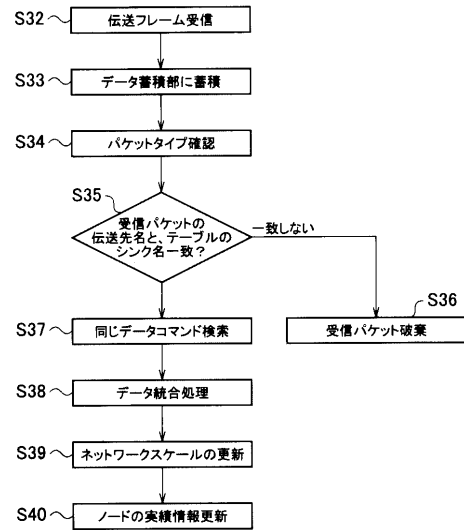 S32
伝送フレーム受信
S33
データ蓄積部に蓄積
S34
パケットタイプ確認
S35
受信パケットの
伝送先名と、テーブルの
シンク名一致？
一致しない
S36
受信パケット破棄
S37
同じデータコマンド検索
S38
データ統合処理
S39
ネットワークスケールの更新
S40
ノードの実績情報更新